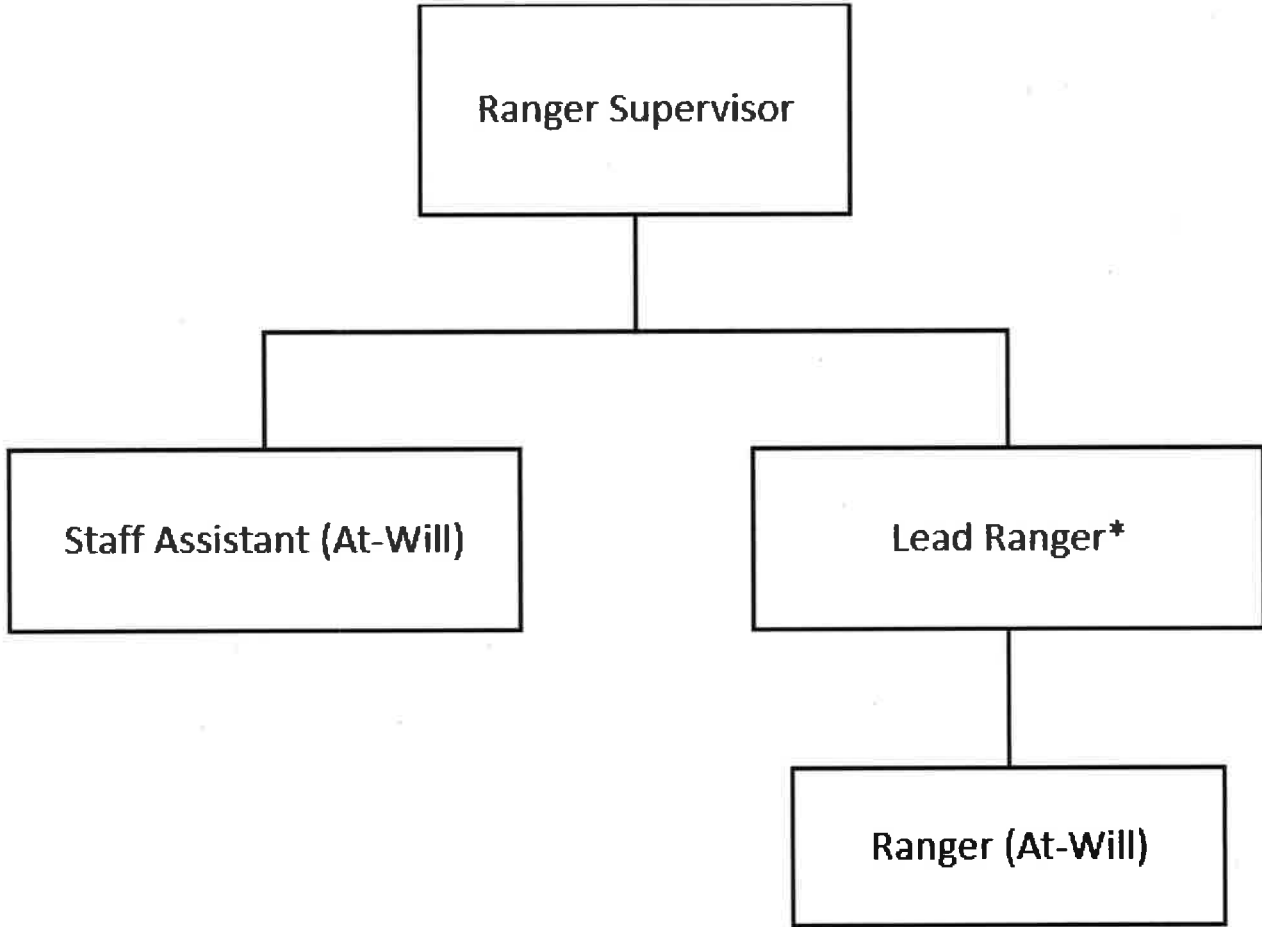 Ranger Supervisor
Staff Assistant (At-Will)
Lead Ranger*
Ranger (At-Will)